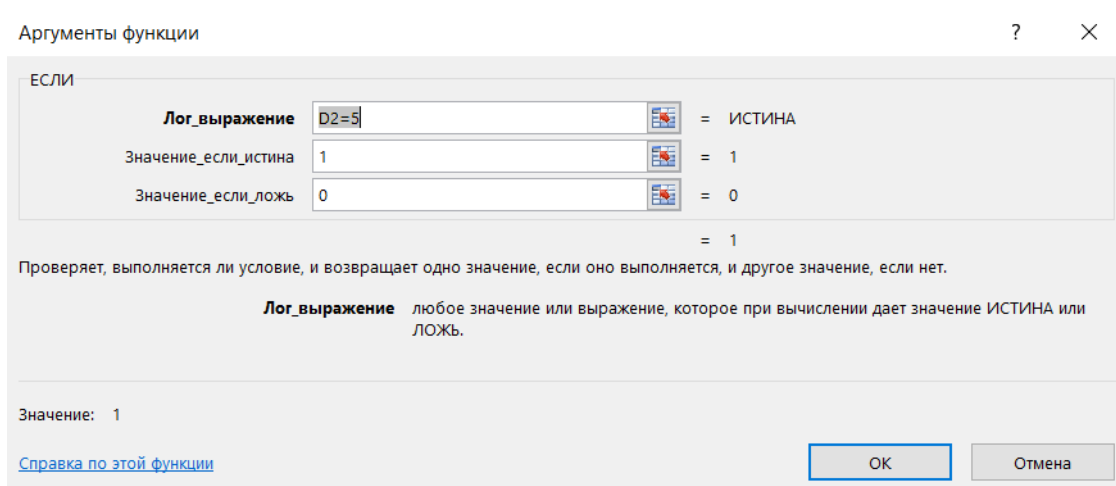 Аргументы функции ? ×
ЕСЛИ
Лог_выражение D2=5 = ИСТИНА
Значение_если_истина 1 = 1
Значение_если_ложь 0 = 0
= 1
Проверяет, выполняется ли условие, и возвращает одно значение, если оно выполняется, и другое значение, если нет.
Лог_выражение любое значение или выражение, которое при вычислении дает значение ИСТИНА или
ЛОЖЬ.
Значение: 1
Справка по этой функции ОК Отмена